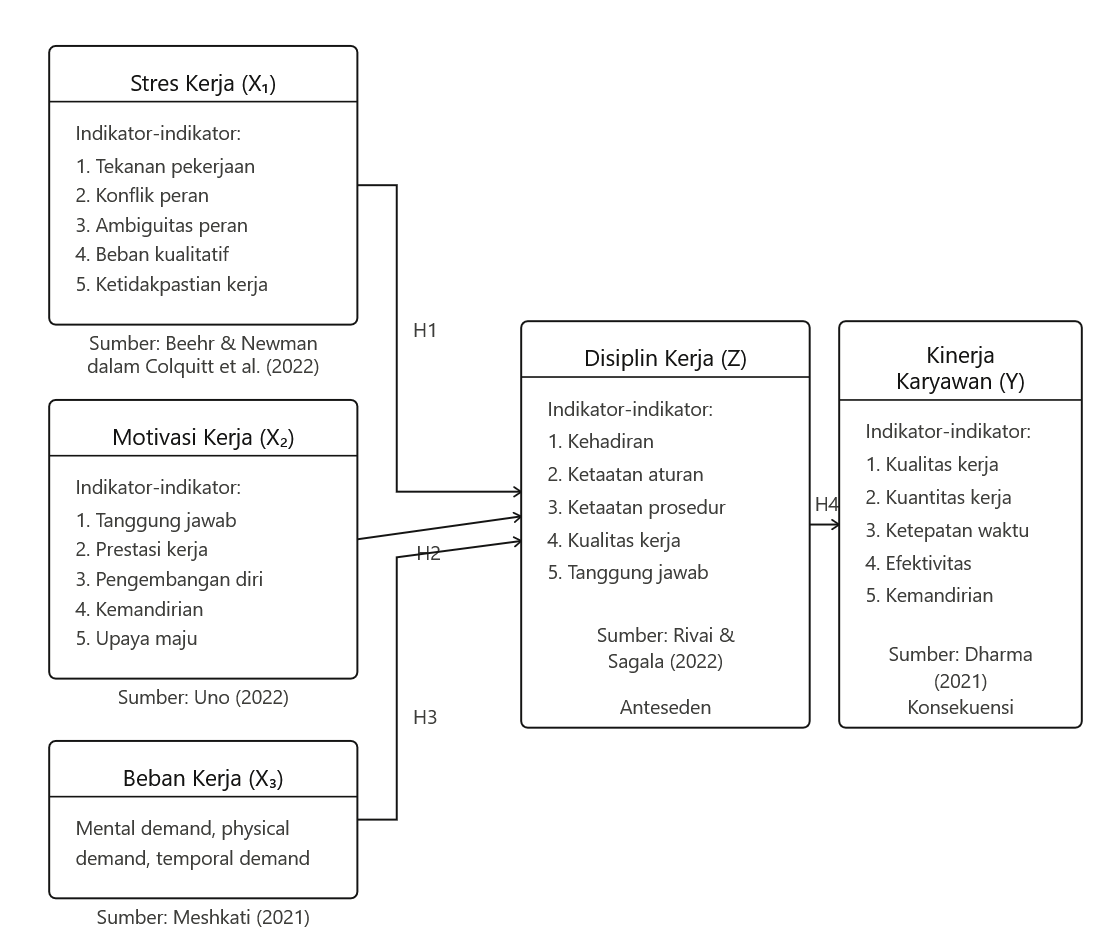 Stres Kerja (X₁)
Indikator-indikator:
1. Tekanan pekerjaan
2. Konflik peran
3. Ambiguitas peran
4. Beban kualitatif
5. Ketidakpastian kerja
Sumber: Beehr & Newman
dalam Colquitt et al. (2022)
Motivasi Kerja (X₂)
Indikator-indikator:
1. Tanggung jawab
2. Prestasi kerja
3. Pengembangan diri
4. Kemandirian
5. Upaya maju
Sumber: Uno (2022)
Beban Kerja (X₃)
Mental demand, physical
demand, temporal demand
Sumber: Meshkati (2021)
H1
H2
H3
Disiplin Kerja (Z)
Indikator-indikator:
1. Kehadiran
2. Ketaatan aturan
3. Ketaatan prosedur
4. Kualitas kerja
5. Tanggung jawab
Sumber: Rivai &
Sagala (2022)
Anteseden
H4
Kinerja
Karyawan (Y)
Indikator-indikator:
1. Kualitas kerja
2. Kuantitas kerja
3. Ketepatan waktu
4. Efektivitas
5. Kemandirian
Sumber: Dharma
(2021)
Konsekuensi